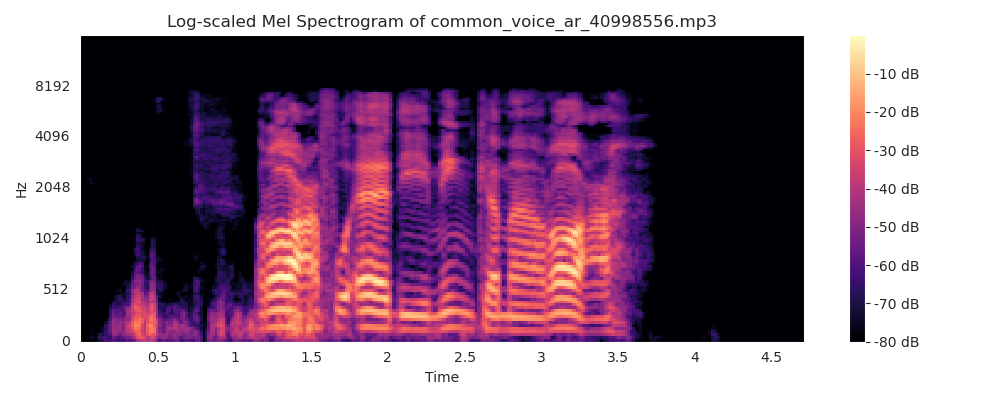 Log-scaled Mel Spectrogram of common_voice_ar_40998556.mp3
8192
4096
2048
1024
512
0
Hz
0 0.5 1 1.5 2 2.5 3 3.5 4 4.5
Time
-10 dB
-20 dB
-30 dB
-40 dB
-50 dB
-60 dB
-70 dB
-80 dB